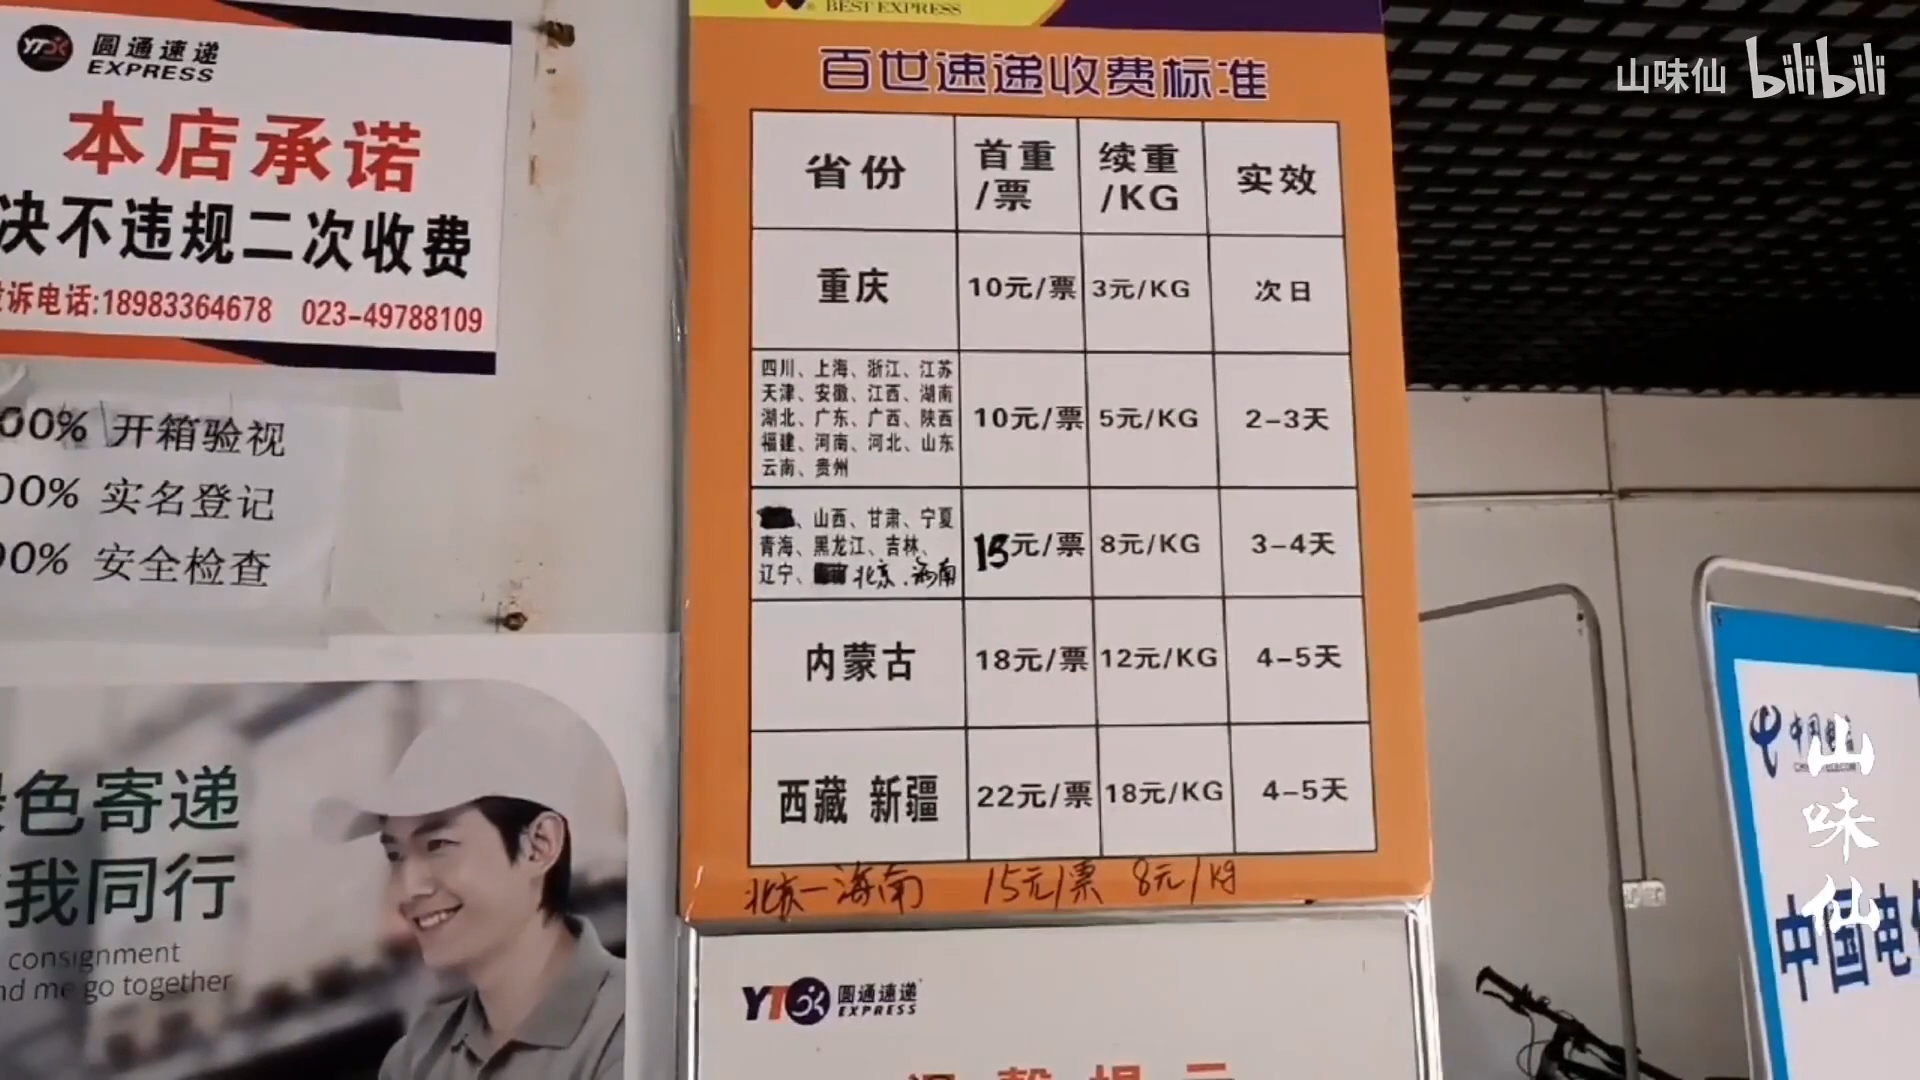 圆通速递
EXPRESS
本店承诺
决不违规二次收费
诉电话:18983364678 023-49788109
00% 开箱验视
00% 实名登记
00% 安全检查
色寄递
我同行
consignment
nd me go together
BEST EXPRESS
百世速递收费标准
省份 首重/票 续重/KG 实效
重庆 10元/票 3元/KG 次日
四川、上海、浙江、江苏
天津、安徽、江西、湖南
湖北、广东、广西、陕西
福建、河南、河北、山东
云南、贵州
10元/票 5元/KG 2-3天
、山西、甘肃、宁夏
青海、黑龙江、吉林、
辽宁、 北京、海南
15元/票 8元/KG 3-4天
内蒙古 18元/票 12元/KG 4-5天
西藏 新疆 22元/票 18元/KG 4-5天
北京-海南 15元/票 8元/kg
YTO 圆通速递
EXPRESS
山味仙 bilibili
山味仙
中国电